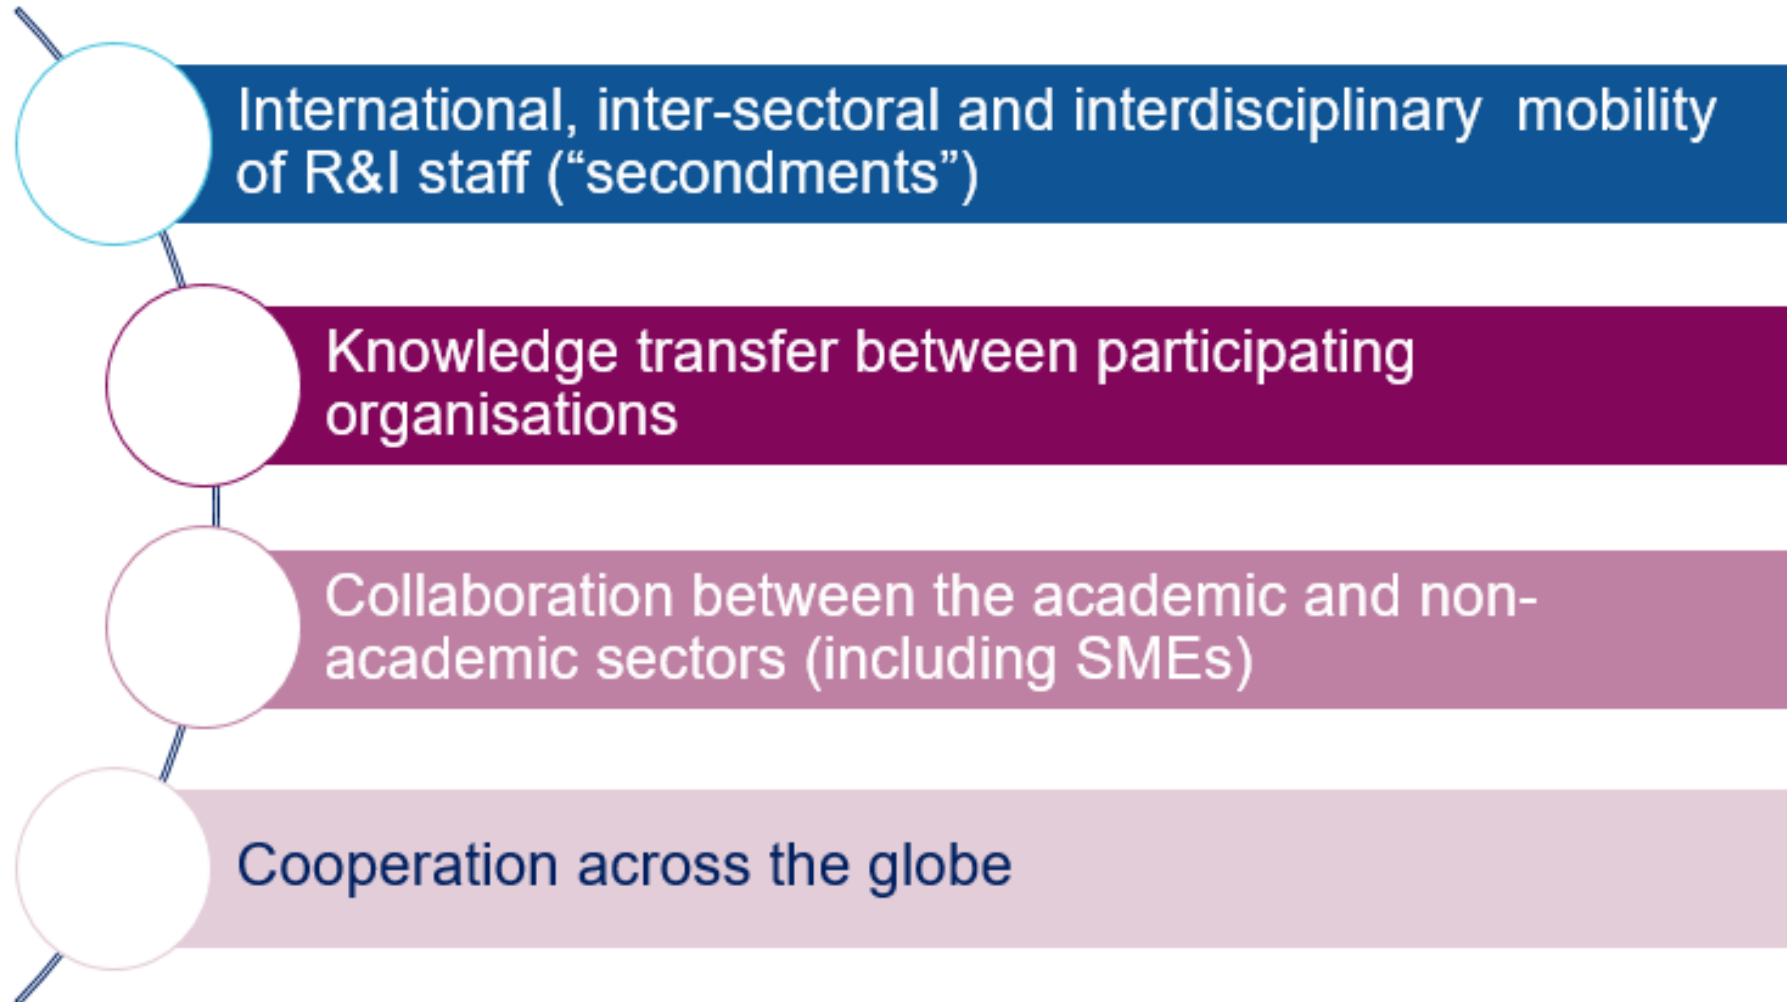 International, inter-sectoral and interdisciplinary  mobility
of R&I staff (“secondments”)
Knowledge transfer between participating
organisations
Collaboration between the academic and non-
academic sectors (including SMEs)
Cooperation across the globe